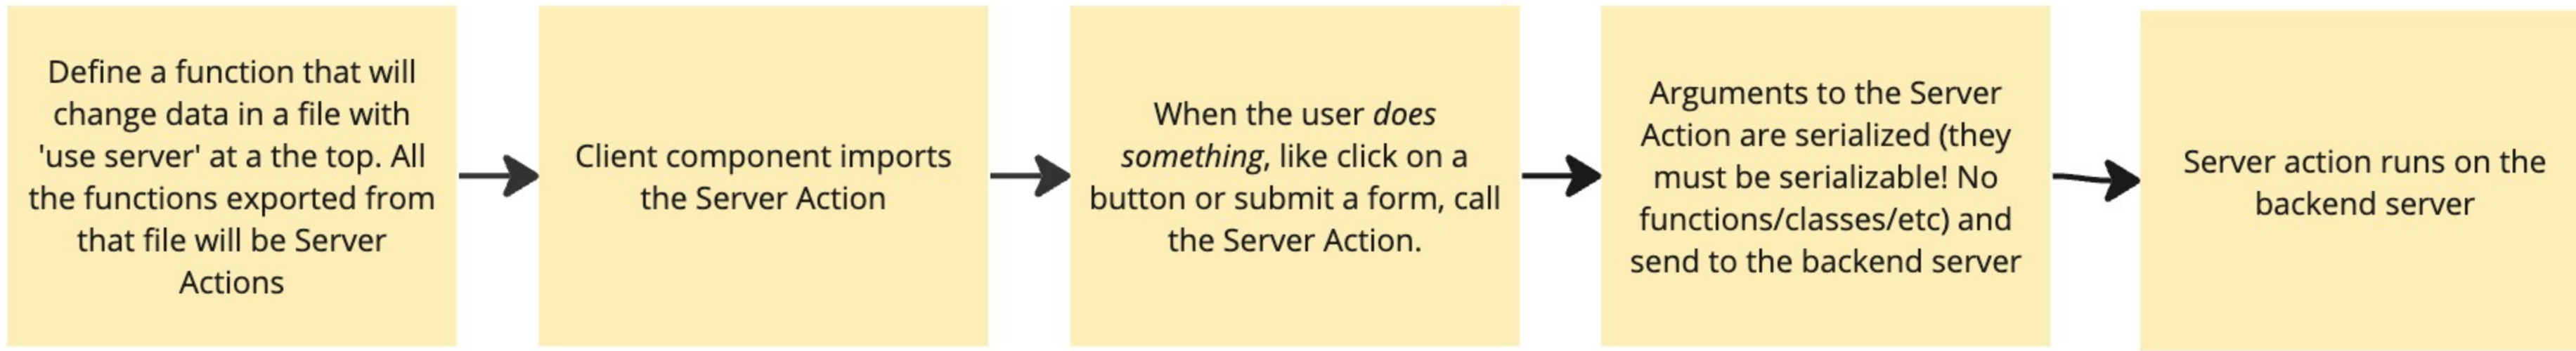 Define a function that will
change data in a file with
'use server' at a the top. All
the functions exported from
that file will be Server
Actions
Client component imports
the Server Action
When the user does
something, like click on a
button or submit a form, call
the Server Action.
Arguments to the Server
Action are serialized (they
must be serializable! No
functions/classes/etc) and
send to the backend server
Server action runs on the
backend server